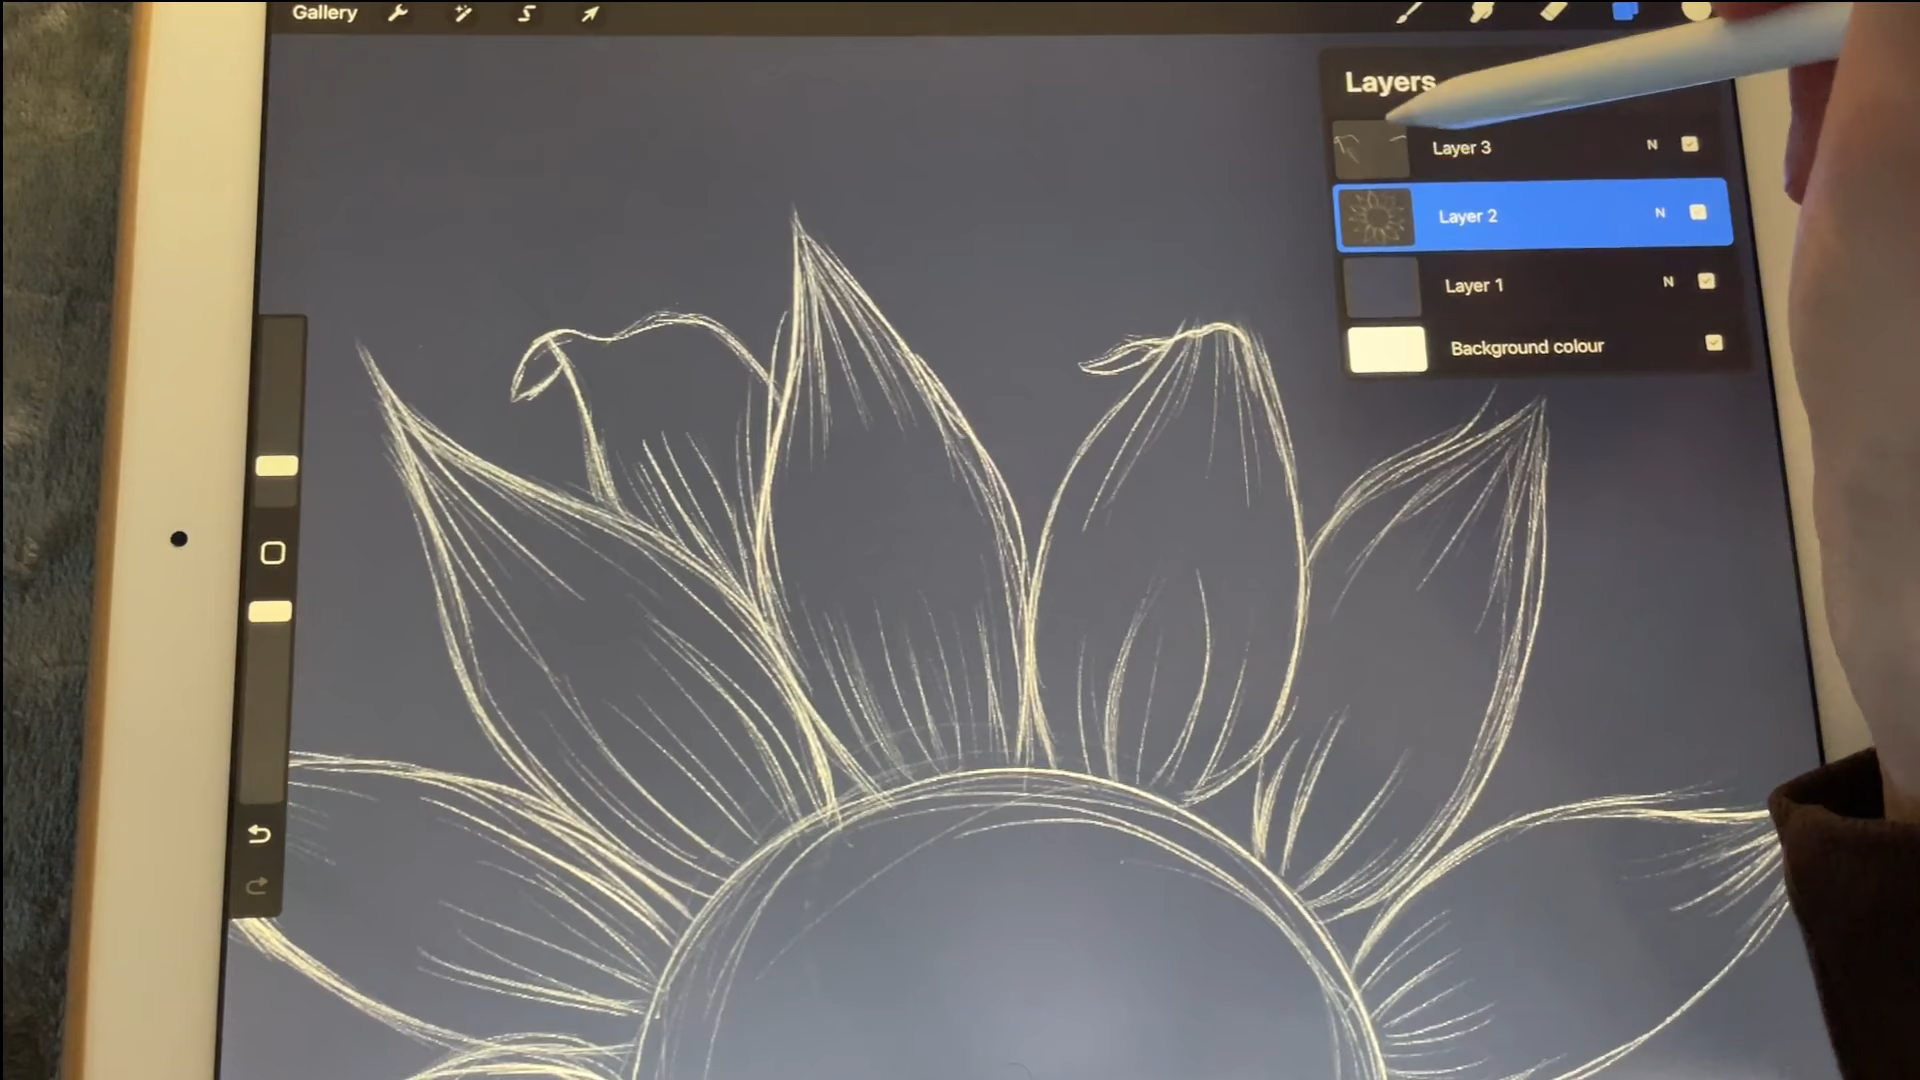 Gallery
Layers
Layer 3 N
Layer 2 N
Layer 1 N
Background colour